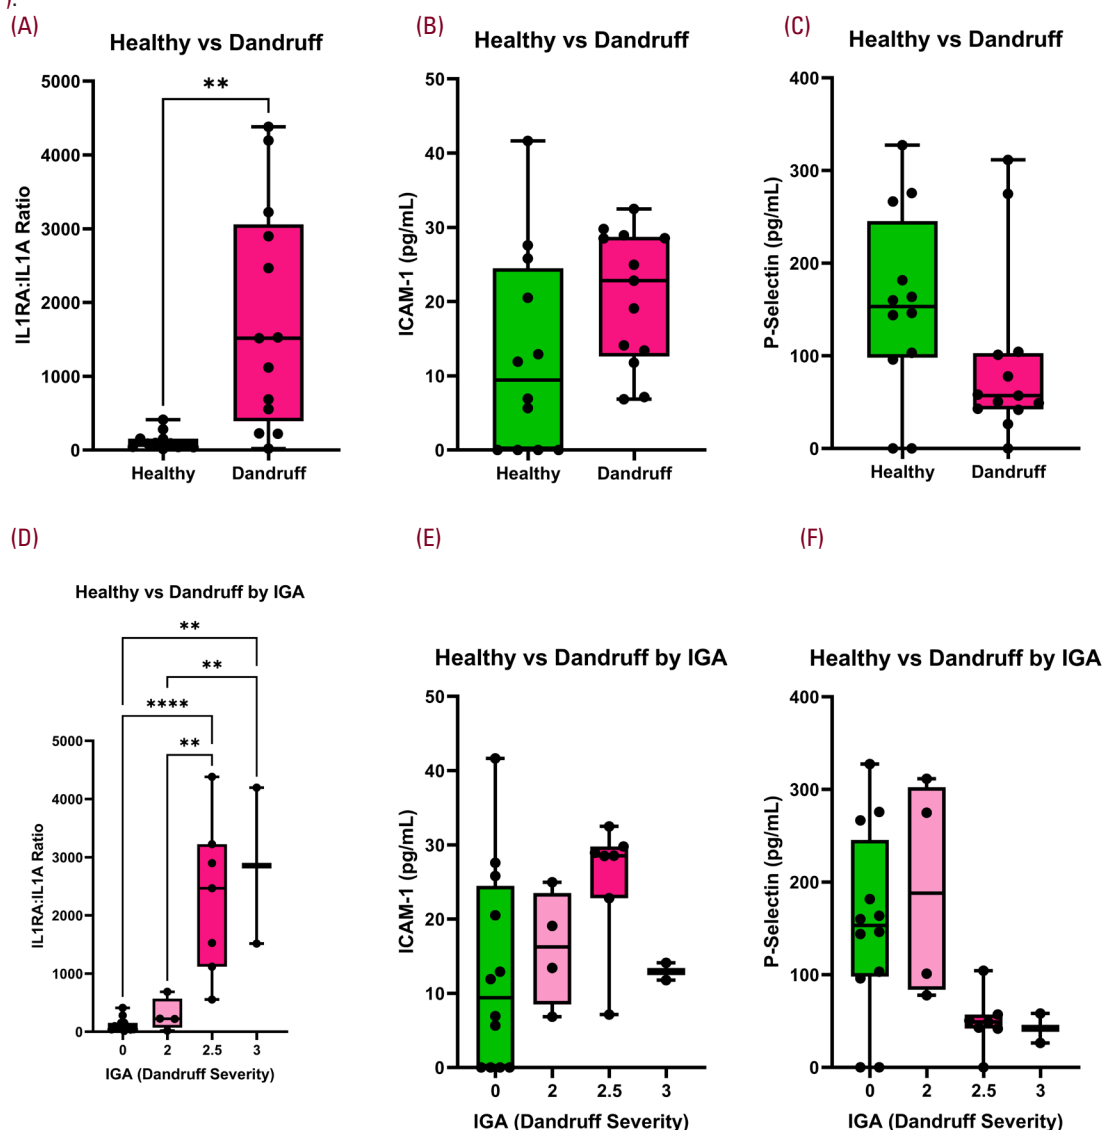 ).
(A)
Healthy vs Dandruff
**
IL1RA:IL1A Ratio
5000
4000
3000
2000
1000
0
Healthy Dandruff
(B)
Healthy vs Dandruff
ICAM-1 (pg/mL)
50
40
30
20
10
0
Healthy Dandruff
(C)
Healthy vs Dandruff
P-Selectin (pg/mL)
400
300
200
100
0
Healthy Dandruff
(D)
Healthy vs Dandruff by IGA
**
**
****
**
IL1RA:IL1A Ratio
5000
4000
3000
2000
1000
0
0 2 2.5 3
IGA (Dandruff Severity)
(E)
Healthy vs Dandruff by IGA
ICAM-1 (pg/mL)
50
40
30
20
10
0
0 2 2.5 3
IGA (Dandruff Severity)
(F)
Healthy vs Dandruff by IGA
P-Selectin (pg/mL)
400
300
200
100
0
0 2 2.5 3
IGA (Dandruff Severity)